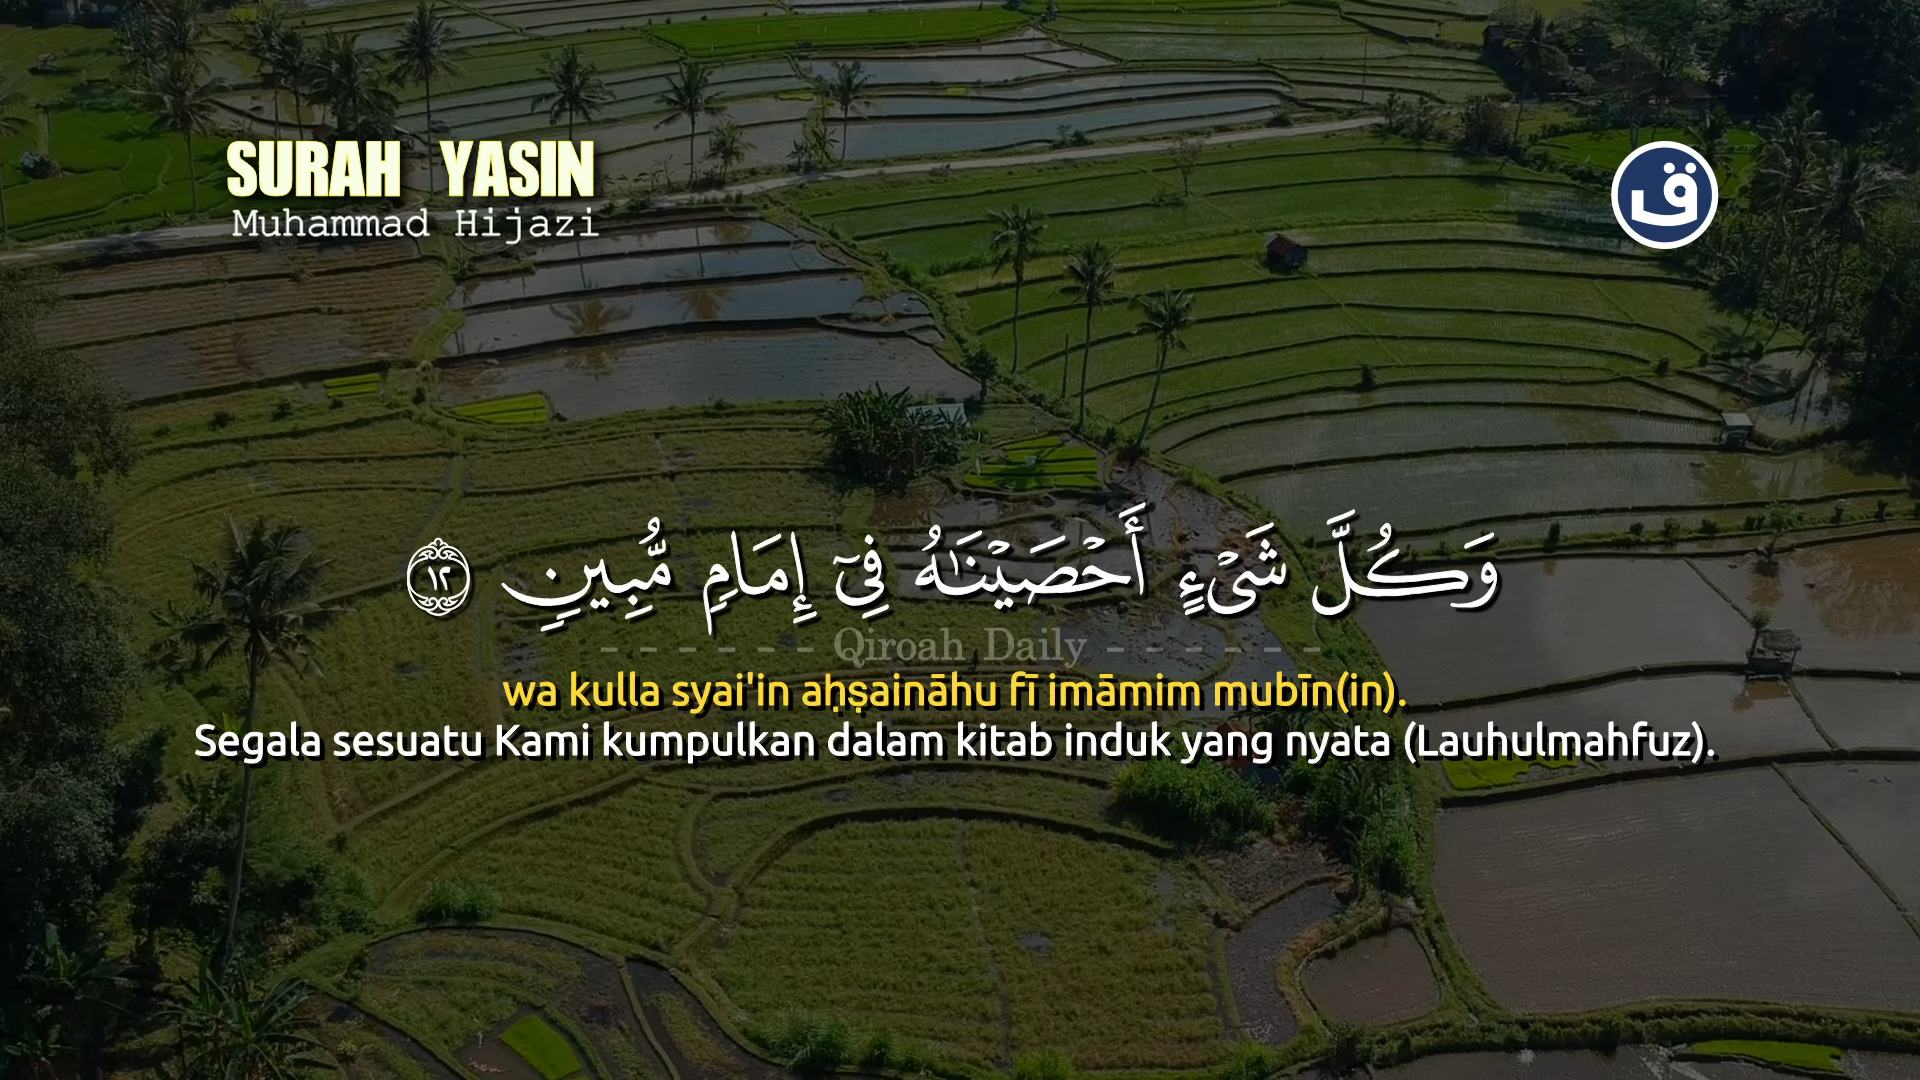 SURAH YASIN
Muhammad Hijazi
ق
وَكُلَّ شَىْءٍ أَحْصَيْنَٰهُ فِىٓ إِمَامٍ مُّبِينٍ ١٢
- - - - - - Qiroah Daily - - - - - -
wa kulla syai'in aḥṣaināhu fī imāmim mubīn(in).
Segala sesuatu Kami kumpulkan dalam kitab induk yang nyata (Lauhulmahfuz).